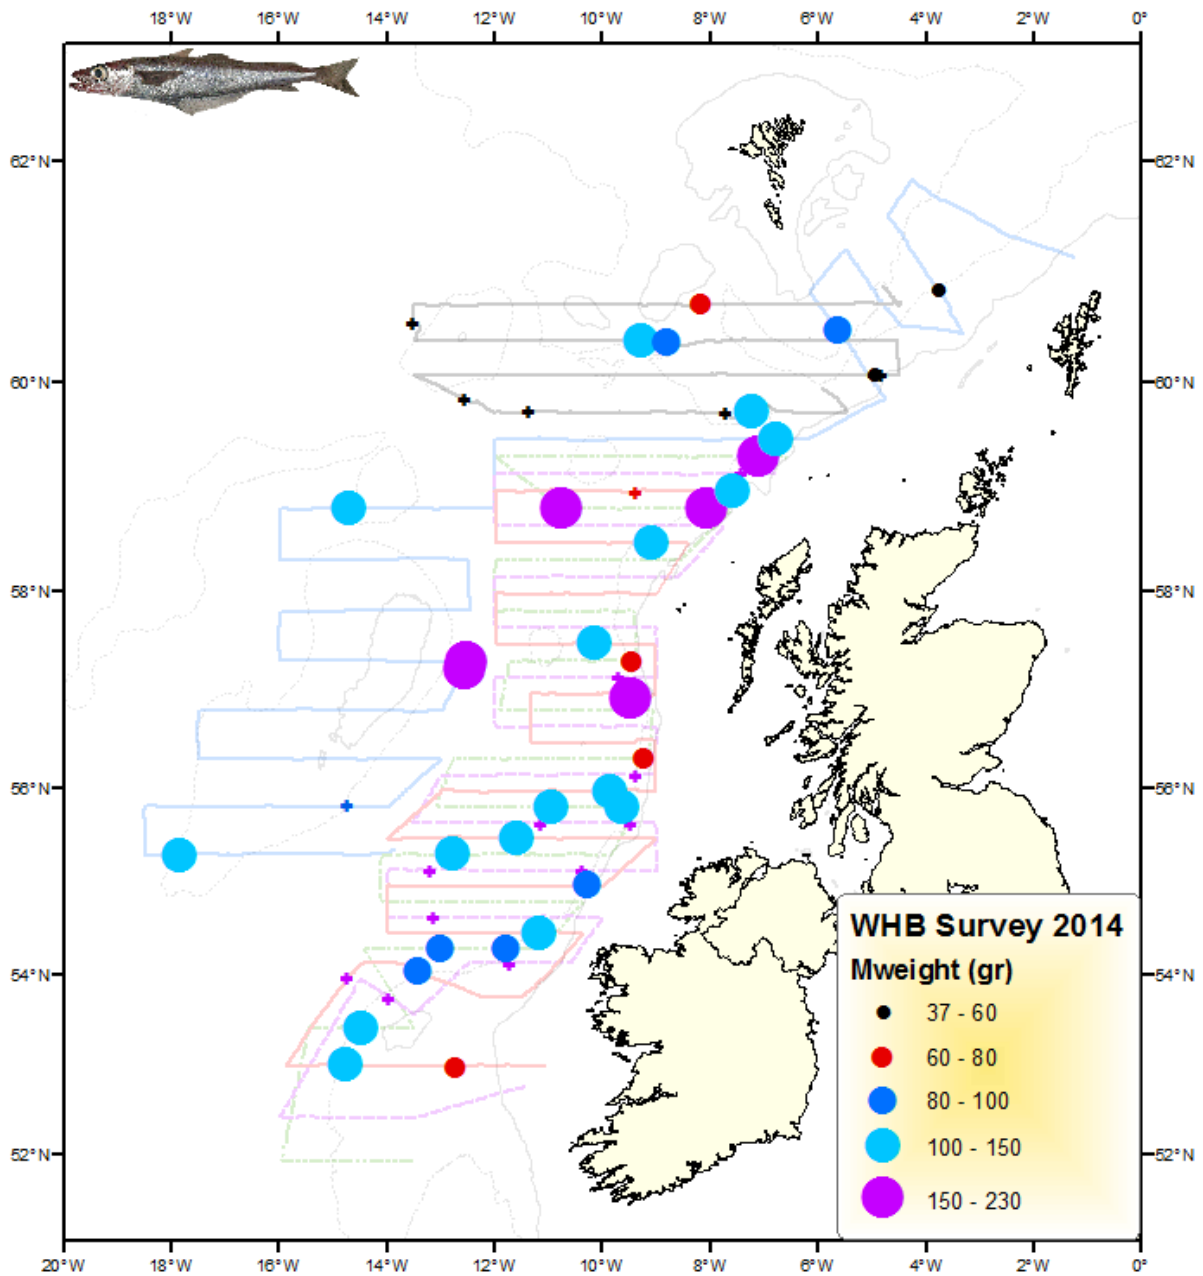 18°W 16°W 14°W 12°W 10°W 8°W 6°W 4°W 2°W 0°
62°N 62°N
60°N 60°N
58°N 58°N
56°N 56°N
WHB Survey 2014
Mweight (gr)
54°N 54°N
37 - 60
60 - 80
80 - 100
100 - 150
52°N 52°N
150 - 230
20°W 18°W 16°W 14°W 12°W 10°W 8°W 6°W 4°W 2°W 0°